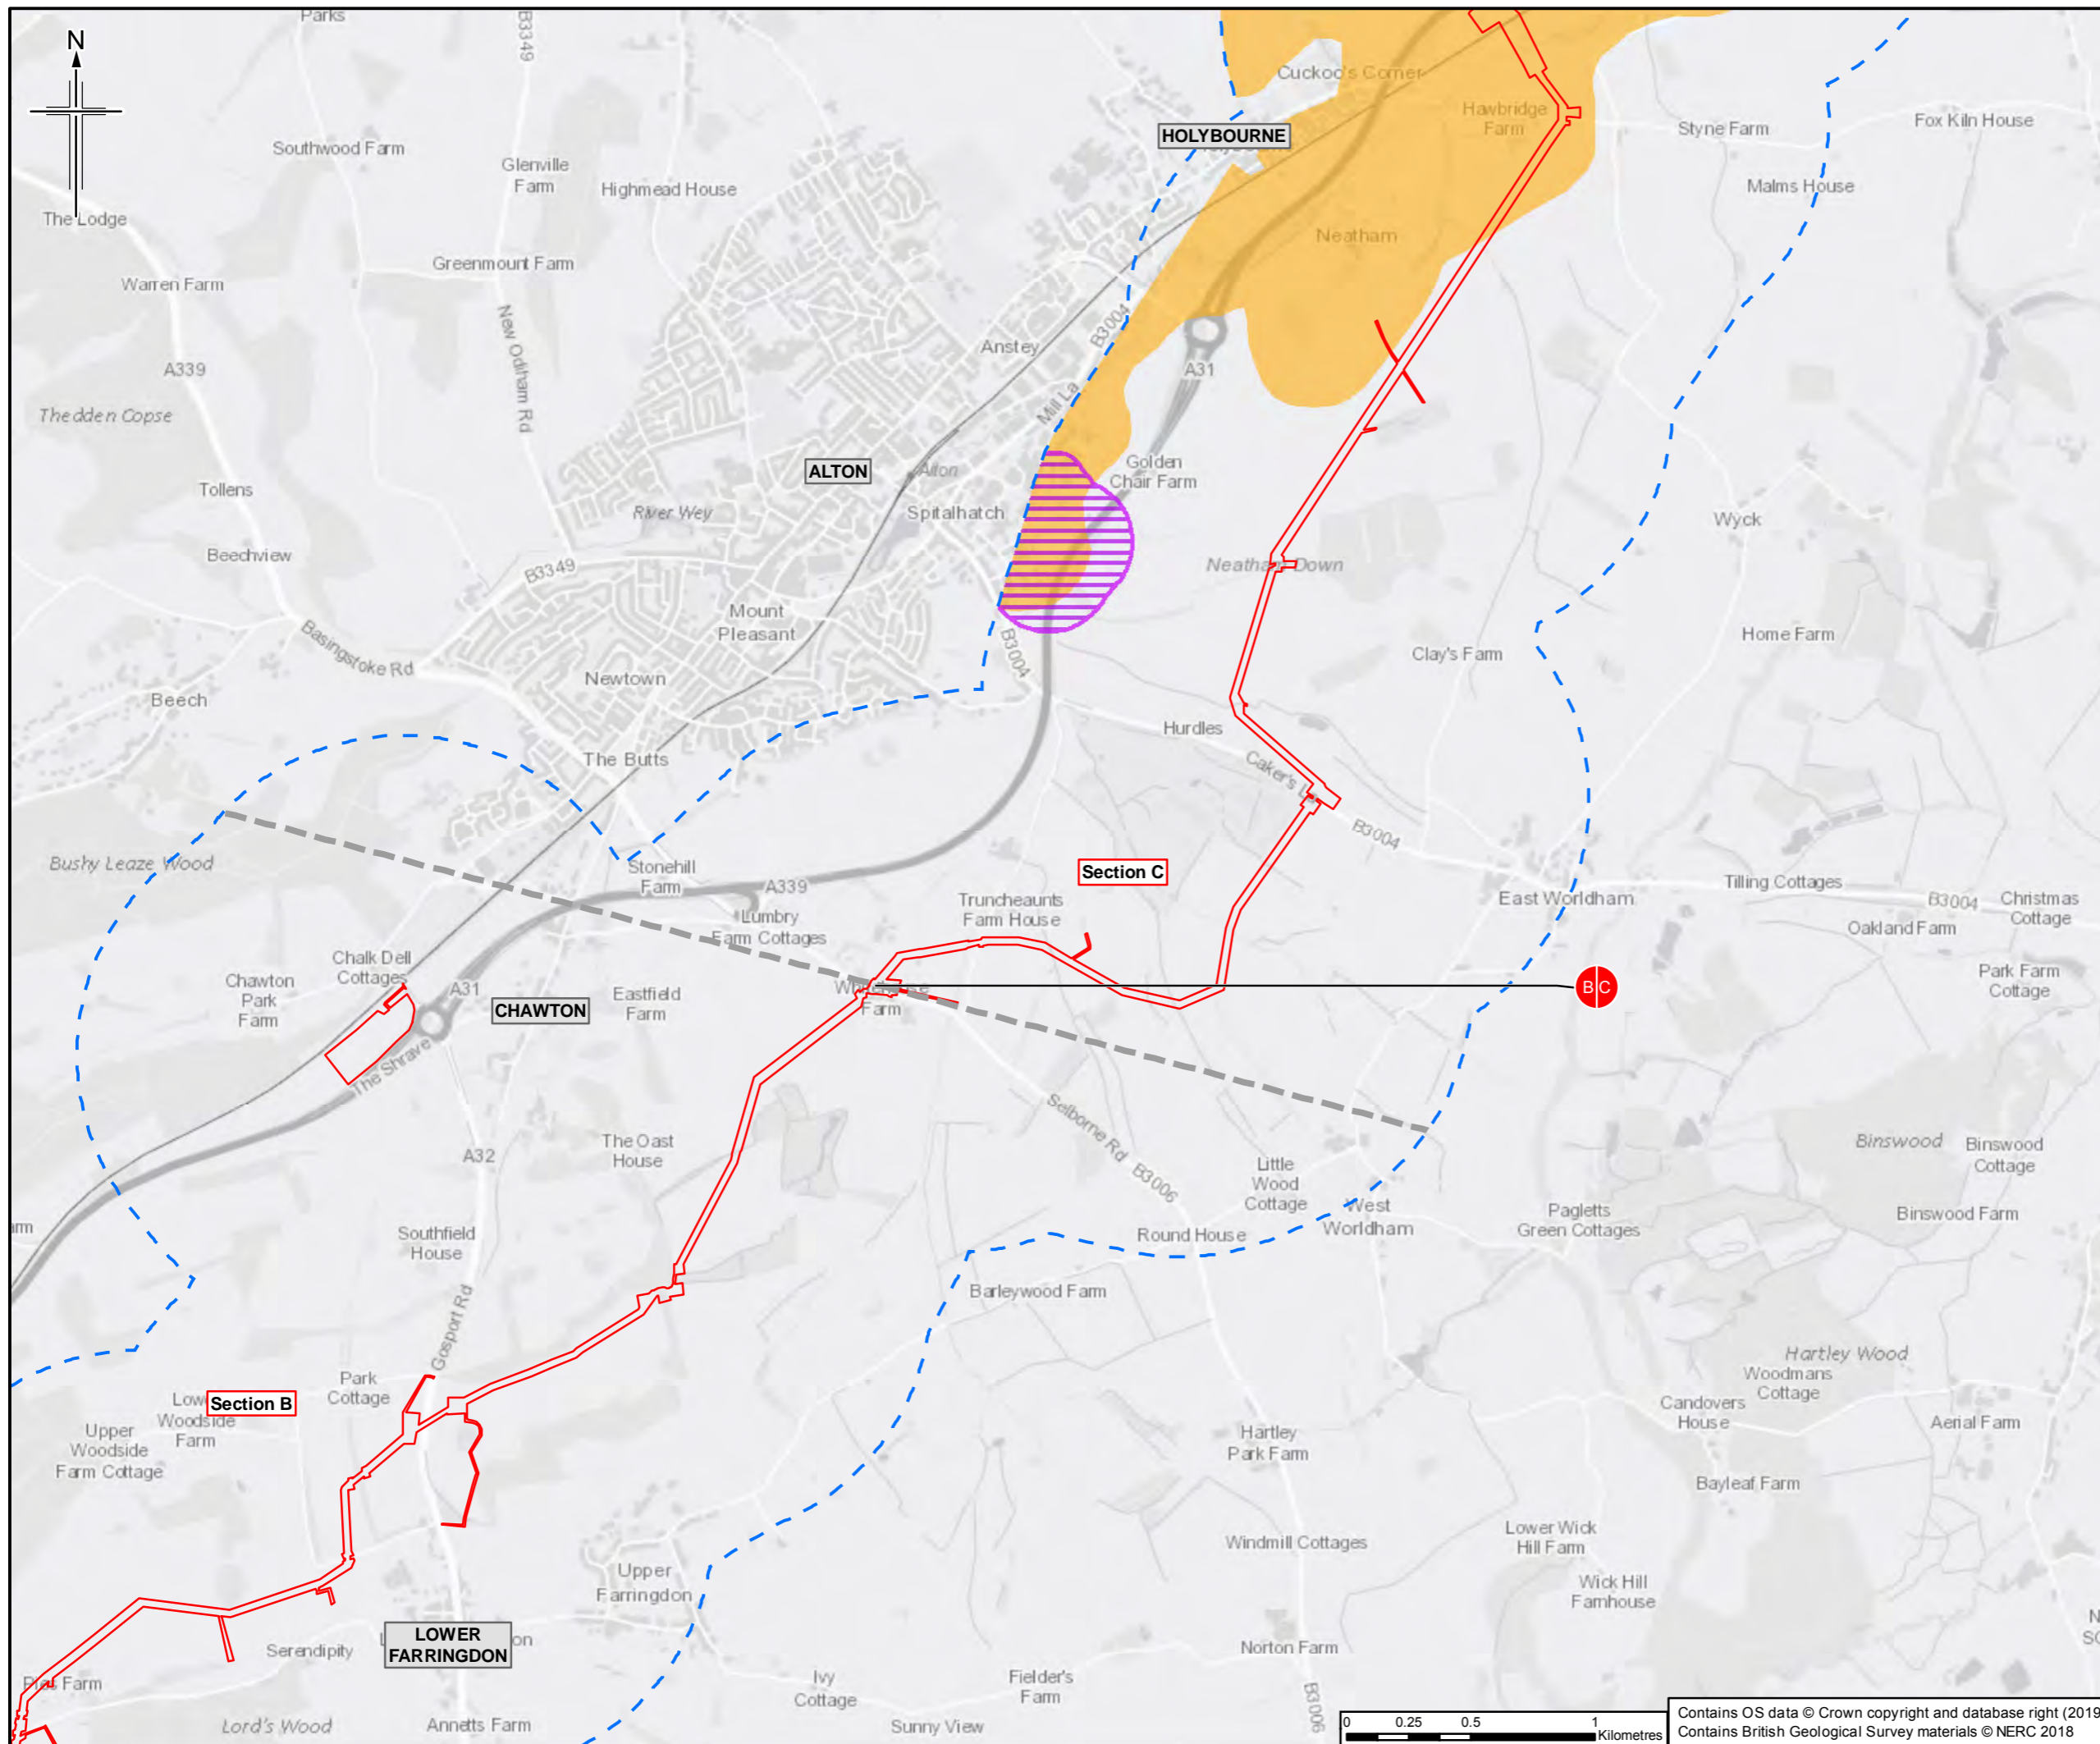 Parks
B3349
N
Cuckoo's Corner
HOLYBOURNE
Hawbridge
Farm
Styne Farm
Fox Kiln House
Southwood Farm
Glenville
Farm
Highmead House
Malms House
The Lodge
Neatham
Greenmount Farm
Warren Farm
New Odiham Rd
B3004
Anstey
A31
A339
Mill La
Thedden Copse
ALTON
Alton
Golden
Chair Farm
Tollens
River Wey
Spitalhatch
Wyck
Beechview
B3349
Neatham Down
Mount
Pleasant
Basingstoke Rd
B3004
Home Farm
Clay's Farm
Newtown
Beech
Hurdles
The Butts
Caker's La
B3004
Bushy Leaze Wood
Stonehill
Farm
Section C
A339
Truncheaunts
Farm House
Tilling Cottages
East Worldham
B3004
Christmas
Cottage
Lumbry
Farm Cottages
Oakland Farm
Chalk Dell
Cottages
Chawton
Park
Farm
A31
CHAWTON
Eastfield
Farm
Farm
B C
Park Farm
Cottage
The Shrave
Selborne Rd
B3006
The Oast
House
A32
Binswood
Binswood
Cottage
Little
Wood
Cottage
West
Worldham
Pagletts
Green Cottages
Binswood Farm
Southfield
House
Round House
Barleywood Farm
Gosport Rd
Hartley Wood
Woodmans
Cottage
Park
Cottage
Section B
Woodside
Farm
Candovers
House
Aerial Farm
Upper
Woodside
Farm Cottage
Hartley
Park Farm
Bayleaf Farm
Lower Wick
Hill Farm
Windmill Cottages
Upper
Farringdon
Wick Hill
Farmhouse
LOWER
FARRINGDON
Serendipity
Norton Farm
Farm
Ivy
Cottage
Fielder's
Farm
B3006
Lord's Wood
Annetts Farm
Sunny View
0 0.25 0.5 1
Kilometres
Contains OS data © Crown copyright and database right (2019
Contains British Geological Survey materials © NERC 2018